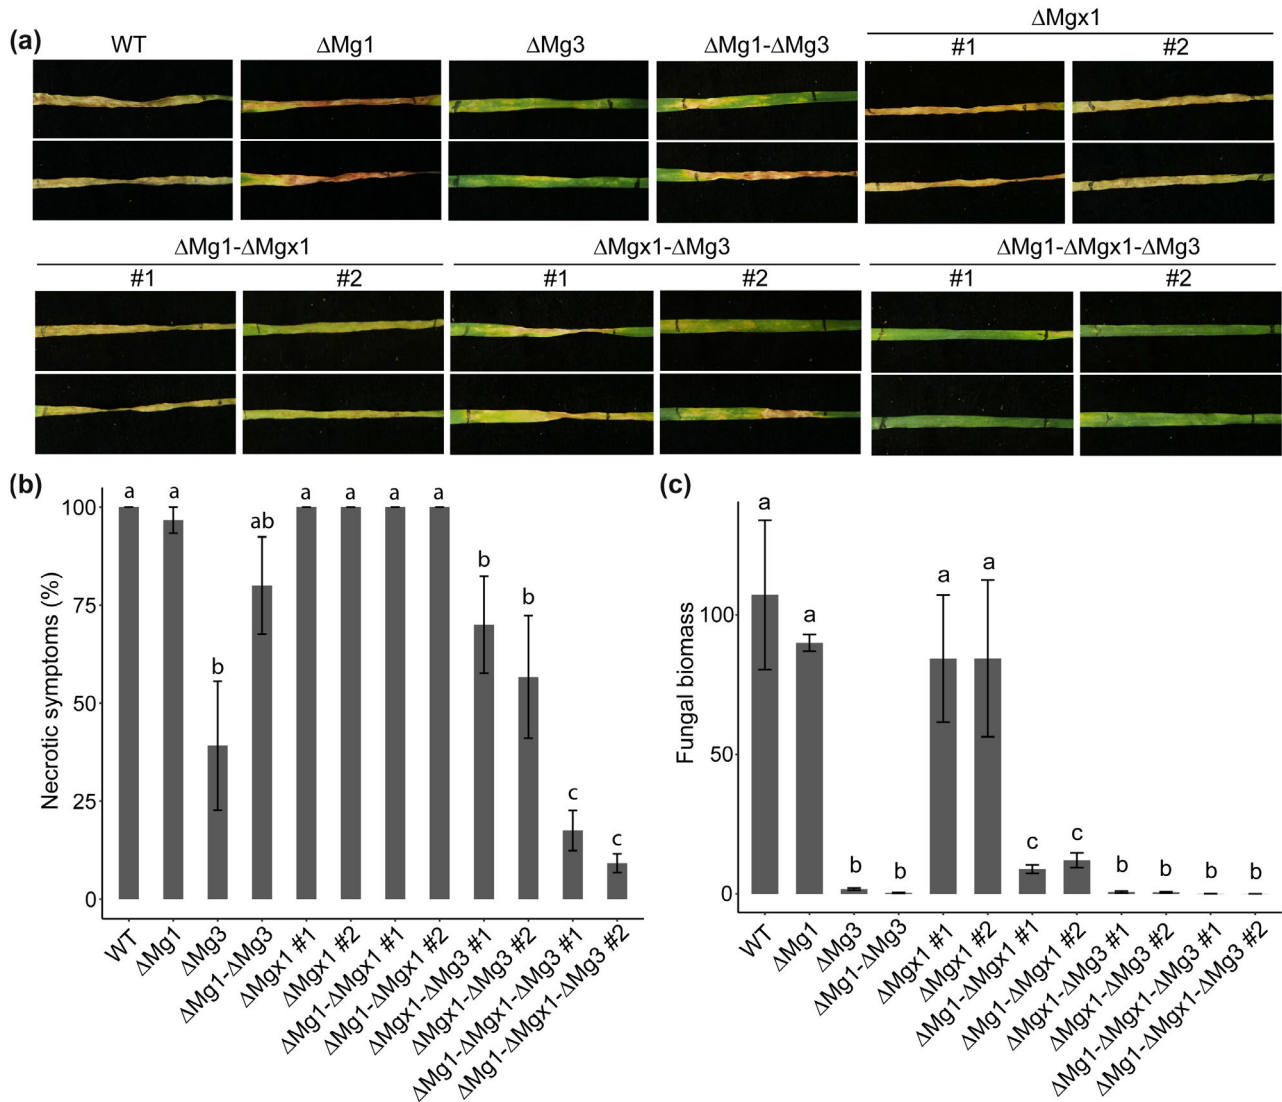 (a)
WT
ΔMg1
ΔMg3
ΔMg1-ΔMg3
ΔMgx1
#1
#2
ΔMg1-ΔMgx1
ΔMgx1-ΔMg3
ΔMg1-ΔMgx1-ΔMg3
#1
#2
#1
#2
#1
#2
(b)
Necrotic symptoms (%)
100
75
50
25
0
a
a
b
ab
a
a
a
a
b
b
c
c
WT
ΔMg1
ΔMg3
ΔMg1-ΔMg3
ΔMgx1 #1
ΔMgx1 #2
ΔMg1-ΔMgx1 #1
ΔMg1-ΔMgx1 #2
ΔMgx1-ΔMg3 #1
ΔMgx1-ΔMg3 #2
ΔMg1-ΔMgx1-ΔMg3 #1
ΔMg1-ΔMgx1-ΔMg3 #2
(c)
Fungal biomass
100
50
0
a
a
b
b
a
a
c
c
b
b
b
b
WT
ΔMg1
ΔMg3
ΔMg1-ΔMg3
ΔMgx1 #1
ΔMgx1 #2
ΔMg1-ΔMgx1 #1
ΔMg1-ΔMgx1 #2
ΔMgx1-ΔMg3 #1
ΔMgx1-ΔMg3 #2
ΔMg1-ΔMgx1-ΔMg3 #1
ΔMg1-ΔMgx1-ΔMg3 #2